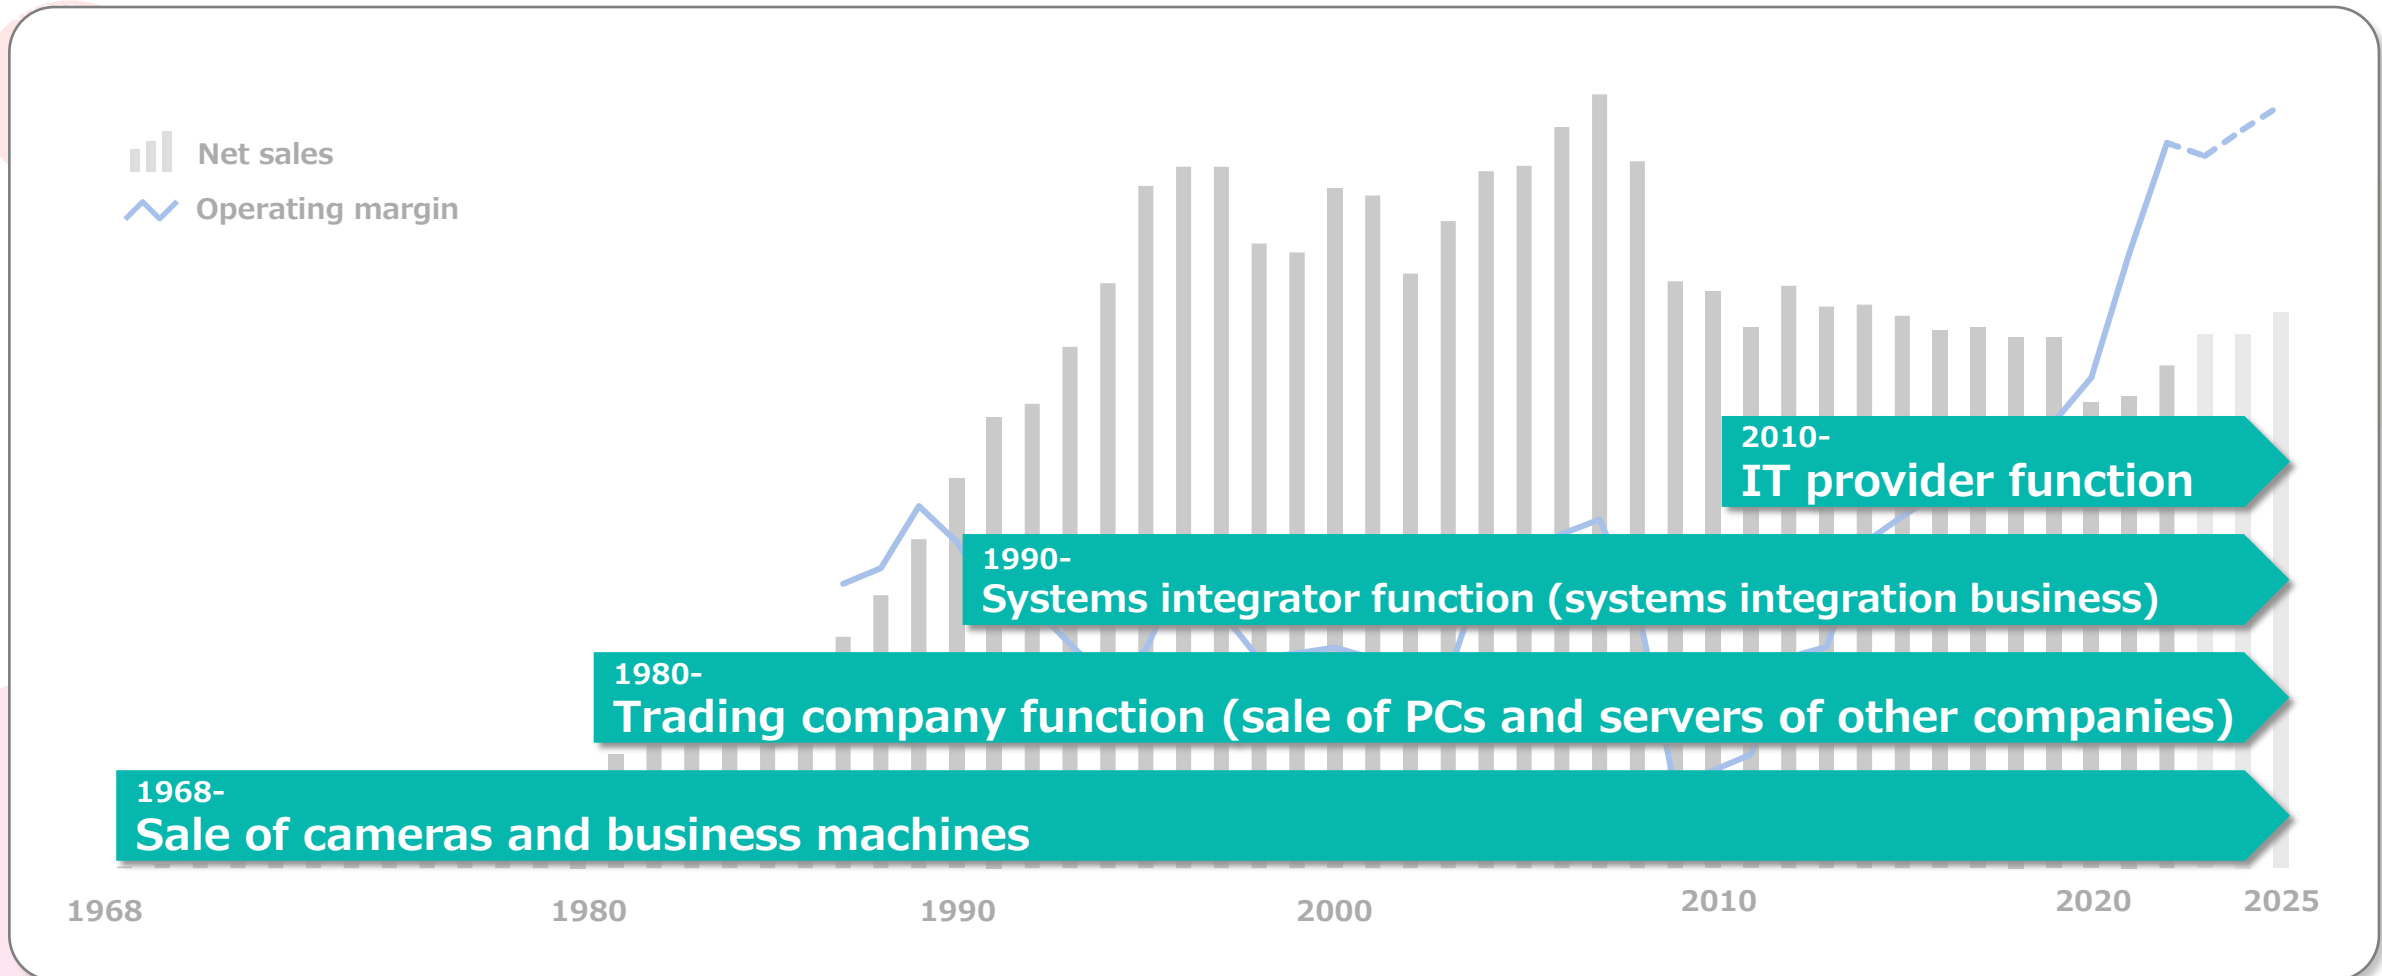 Net sales
Operating margin
2010-
IT provider function
1990-
Systems integrator function (systems integration business)
1980-
Trading company function (sale of PCs and servers of other companies)
1968-
Sale of cameras and business machines
1968 1980 1990 2000 2010 2020 2025